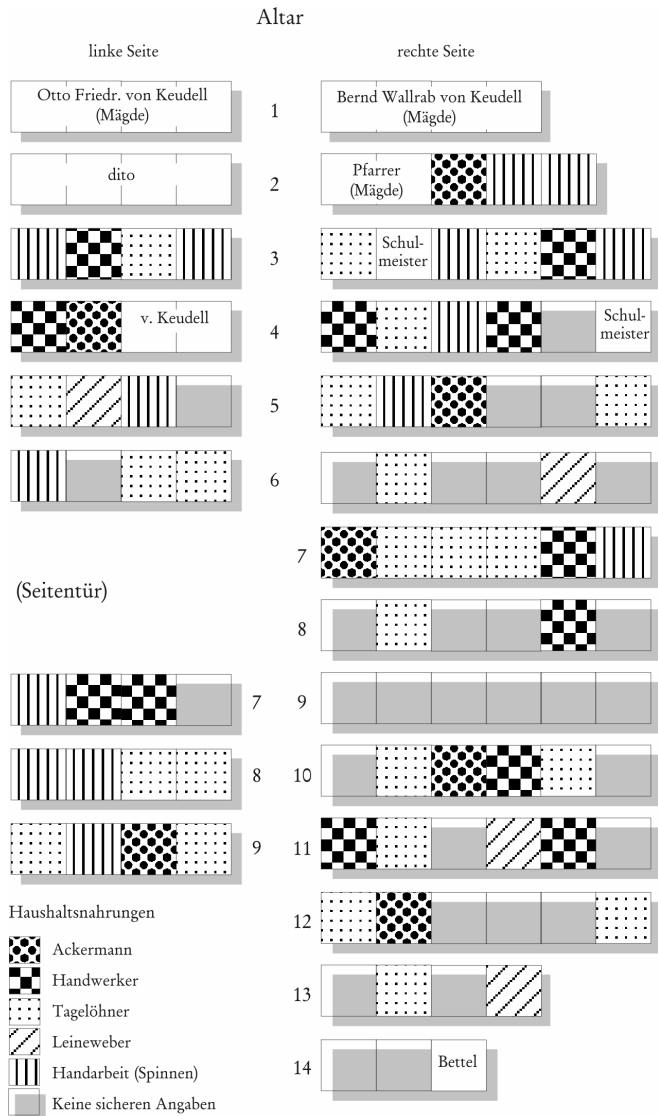 Altar
linke Seite
rechte Seite
Otto Friedr. von Keudell
(Mägde)
1
Bernd Wallrab von Keudell
(Mägde)
dito
2
Pfarrer
(Mägde)
3
Schul-
meister
v. Keudell
4
Schul-
meister
5
6
7
(Seitentür)
8
7
9
8
10
9
11
12
13
14
Bettel
Haushaltsnahrungen
Ackermann
Handwerker
Tagelöhner
Leineweber
Handarbeit (Spinnen)
Keine sicheren Angaben